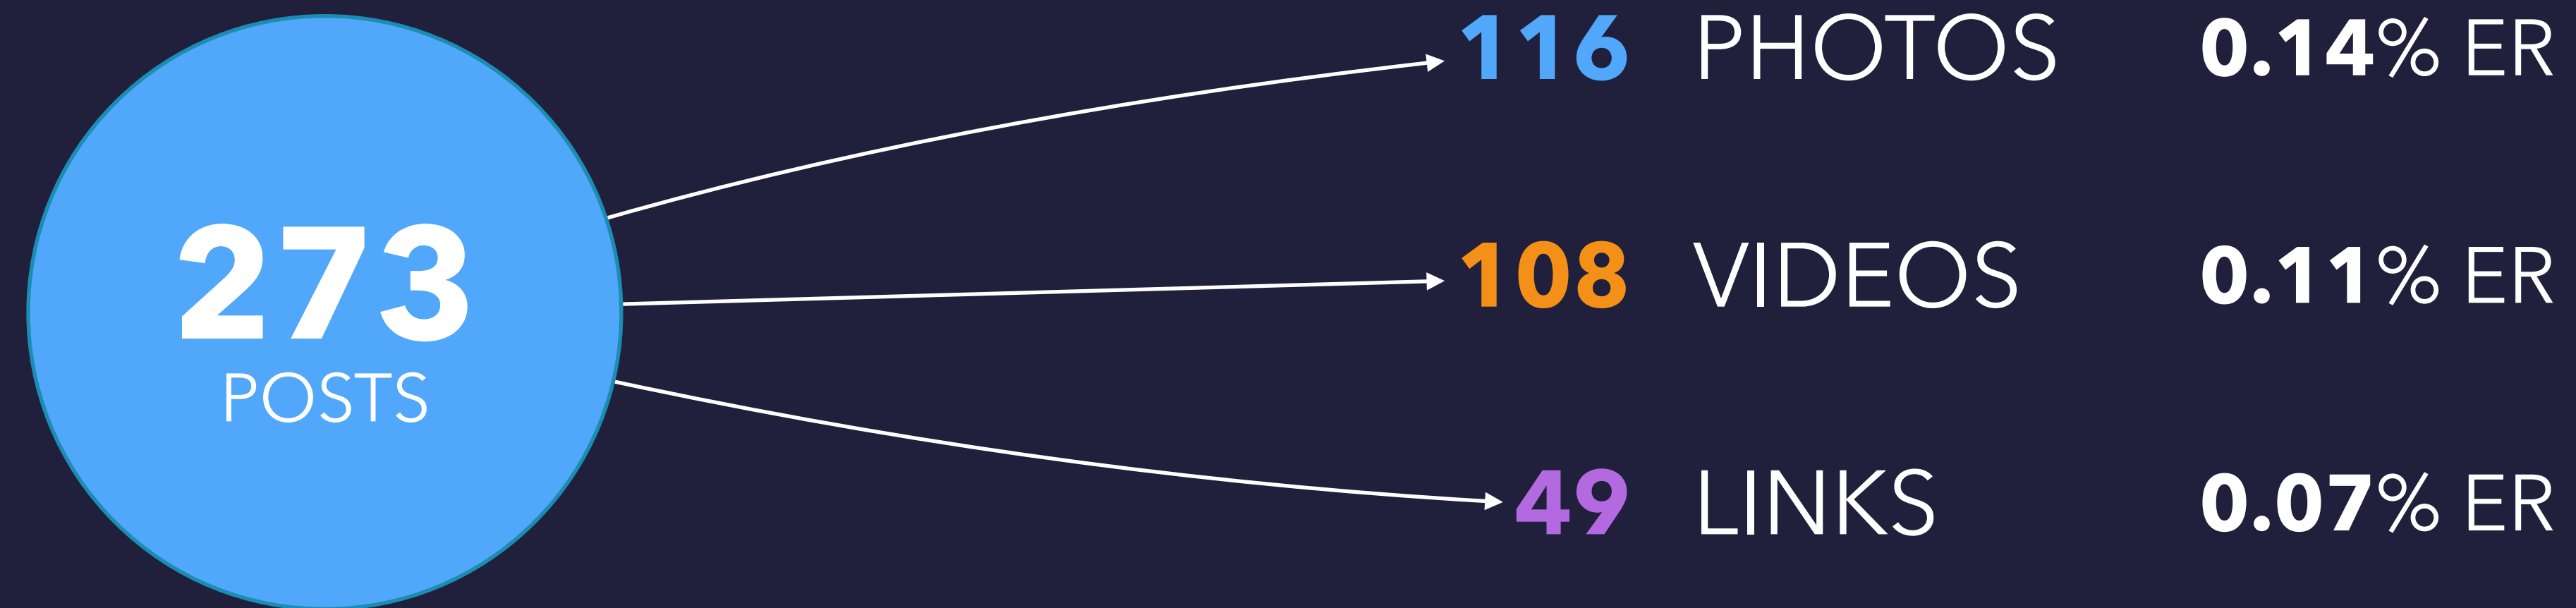 273
POSTS
116 PHOTOS 0.14% ER
108 VIDEOS 0.11% ER
49 LINKS 0.07% ER